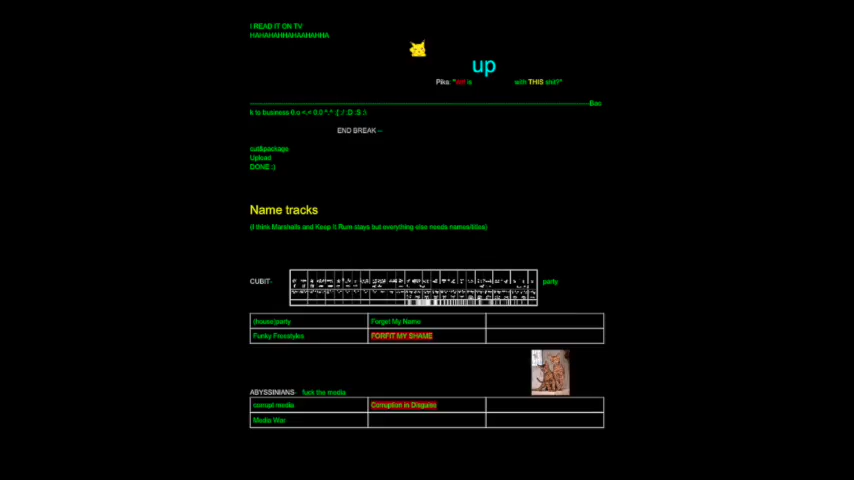 I READ IT ON TV
HAHAHAHHAHAAHAHHA
up
Pika: " is with THIS shit?"
Bac
k to business 0.o <.< 0.0 ^.^ :[ :/ :D :S :\
END BREAK --
cut&package
Upload
DONE :)
Name tracks
(I think Marshells and Keep It Rum stays but everything else needs names/titles)
CUBIT- party
(house)party Forget My Name
Funky Freestyles FORFIT MY SHAME
ABYSSINIANS- fuck the media
corrupt media Corruption in Disguise
Media War